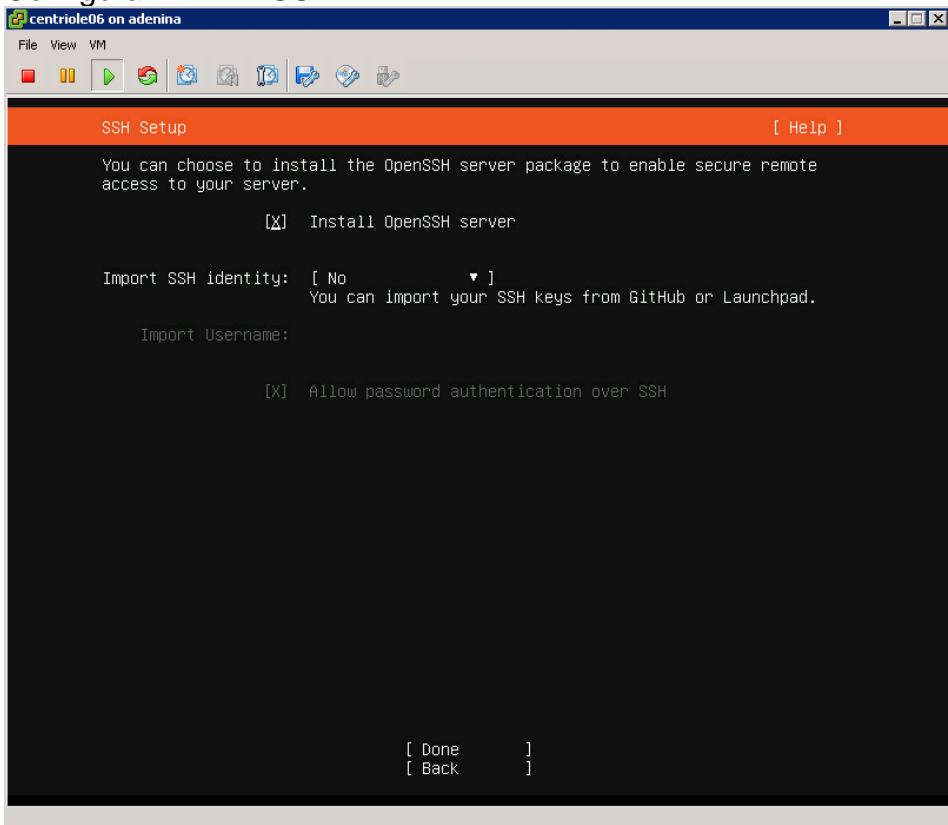 centriole06 on adenina
File View VM
SSH Setup [ Help ]
You can choose to install the OpenSSH server package to enable secure remote
access to your server.
[X] Install OpenSSH server
Import SSH identity: [ No ▼ ]
You can import your SSH keys from GitHub or Launchpad.
Import Username:
[X] Allow password authentication over SSH
[ Done ]
[ Back ]